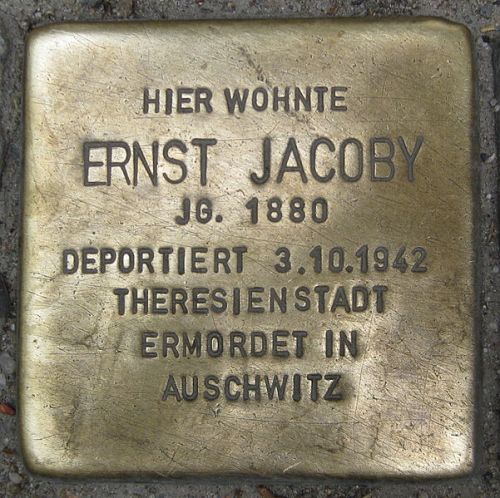 HIER WOHNTE
ERNST JACOBY
JG. 1880
DEPORTIERT 3.10.1942
THERESIENSTADT
ERMORDET IN
AUSCHWITZ